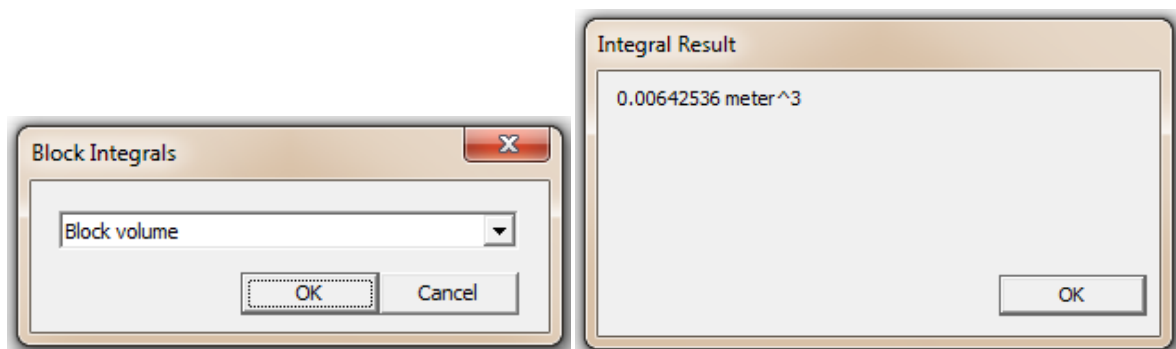 Block Integrals
Block volume
OK Cancel
Integral Result
0.00642536 meter^3
OK